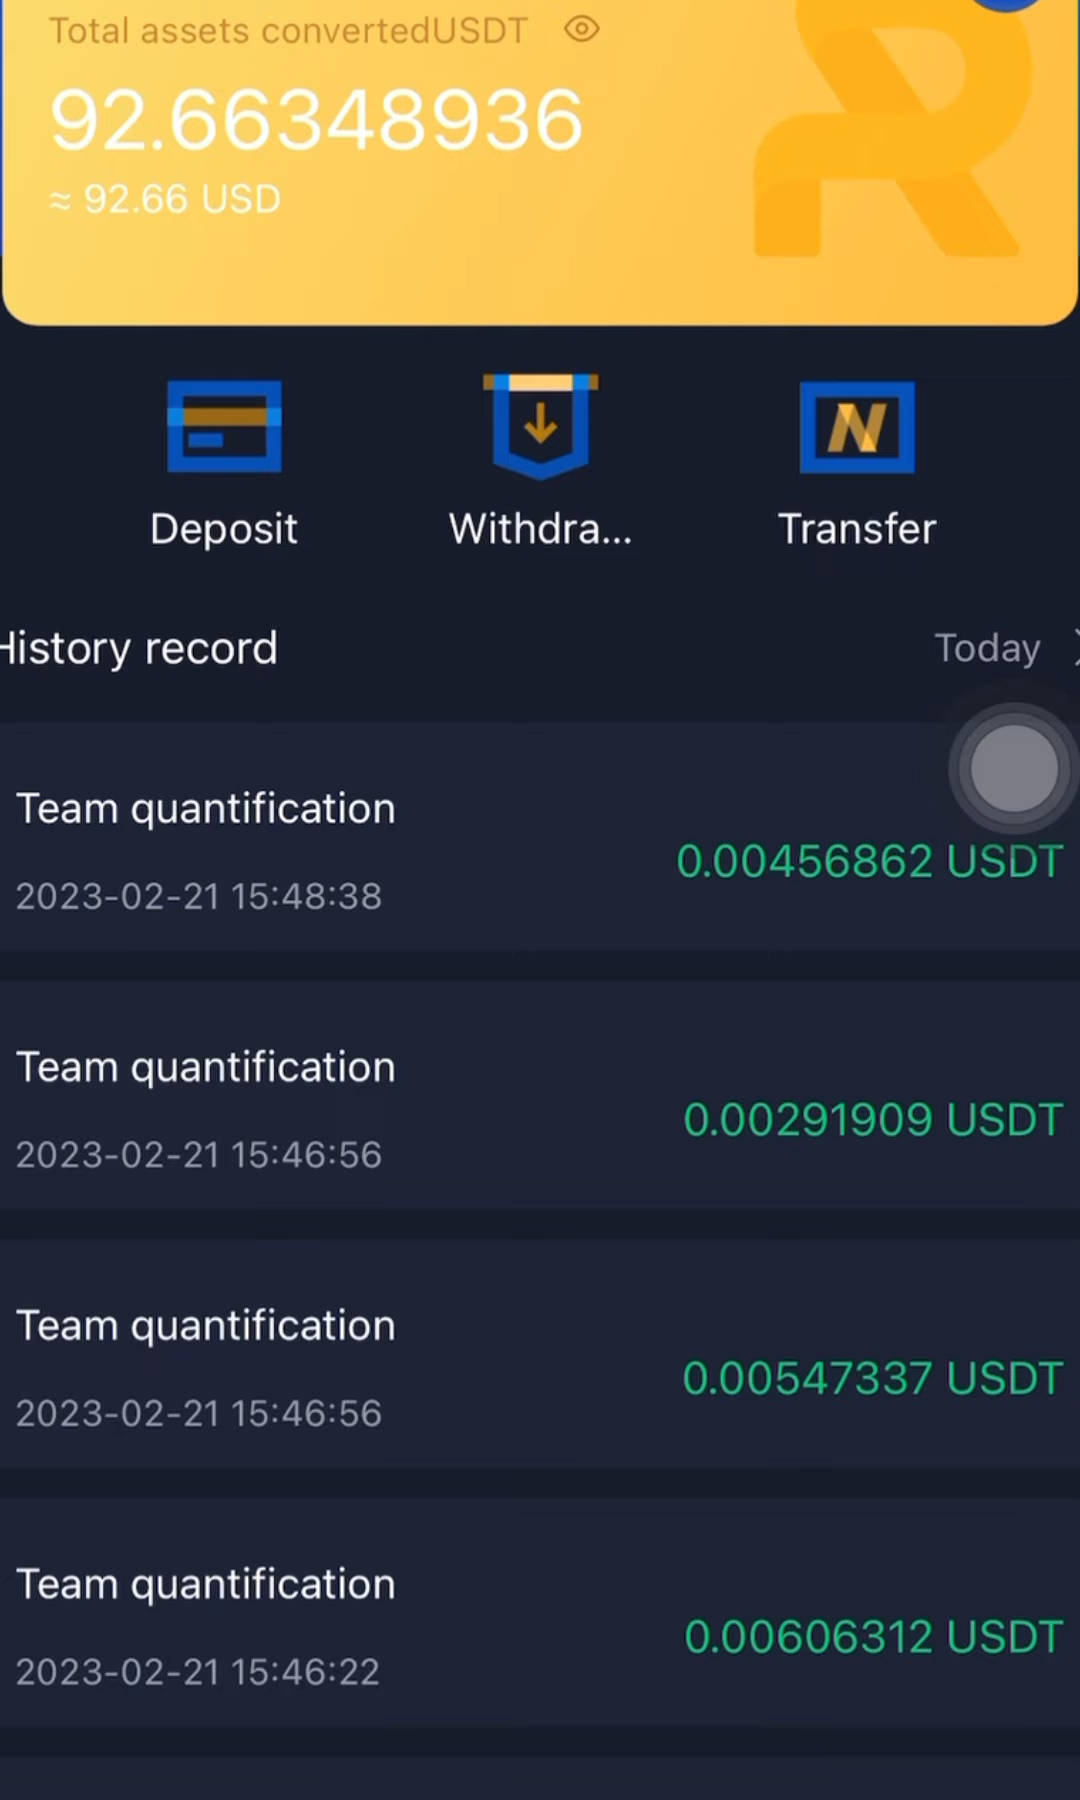 Total assets convertedUSDT
92.66348936
≈ 92.66 USD
Deposit
Withdra...
Transfer
History record
Today
Team quantification
0.00456862 USDT
2023-02-21 15:48:38
Team quantification
0.00291909 USDT
2023-02-21 15:46:56
Team quantification
0.00547337 USDT
2023-02-21 15:46:56
Team quantification
0.00606312 USDT
2023-02-21 15:46:22